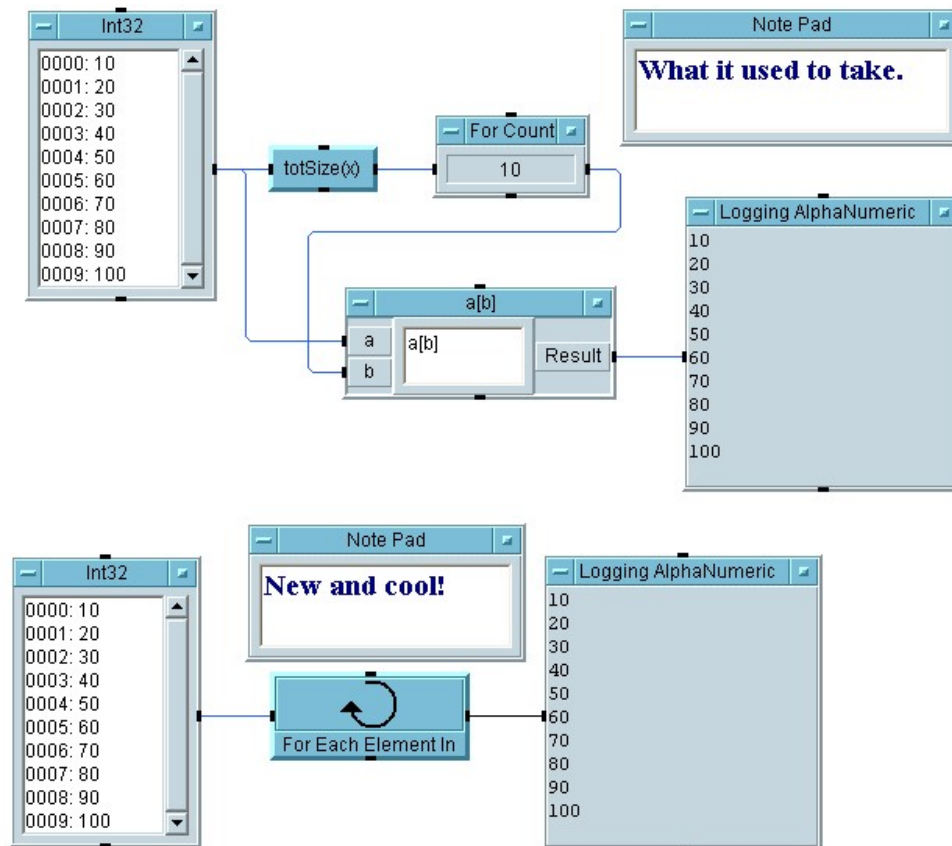 Int32
0000: 10
0001: 20
0002: 30
0003: 40
0004: 50
0005: 60
0006: 70
0007: 80
0008: 90
0009: 100
totSize(x)
For Count
10
Note Pad
What it used to take.
a[b]
a
b
a[b]
Result
Logging AlphaNumeric
10
20
30
40
50
60
70
80
90
100
Int32
0000: 10
0001: 20
0002: 30
0003: 40
0004: 50
0005: 60
0006: 70
0007: 80
0008: 90
0009: 100
Note Pad
New and cool!
For Each Element In
Logging AlphaNumeric
10
20
30
40
50
60
70
80
90
100